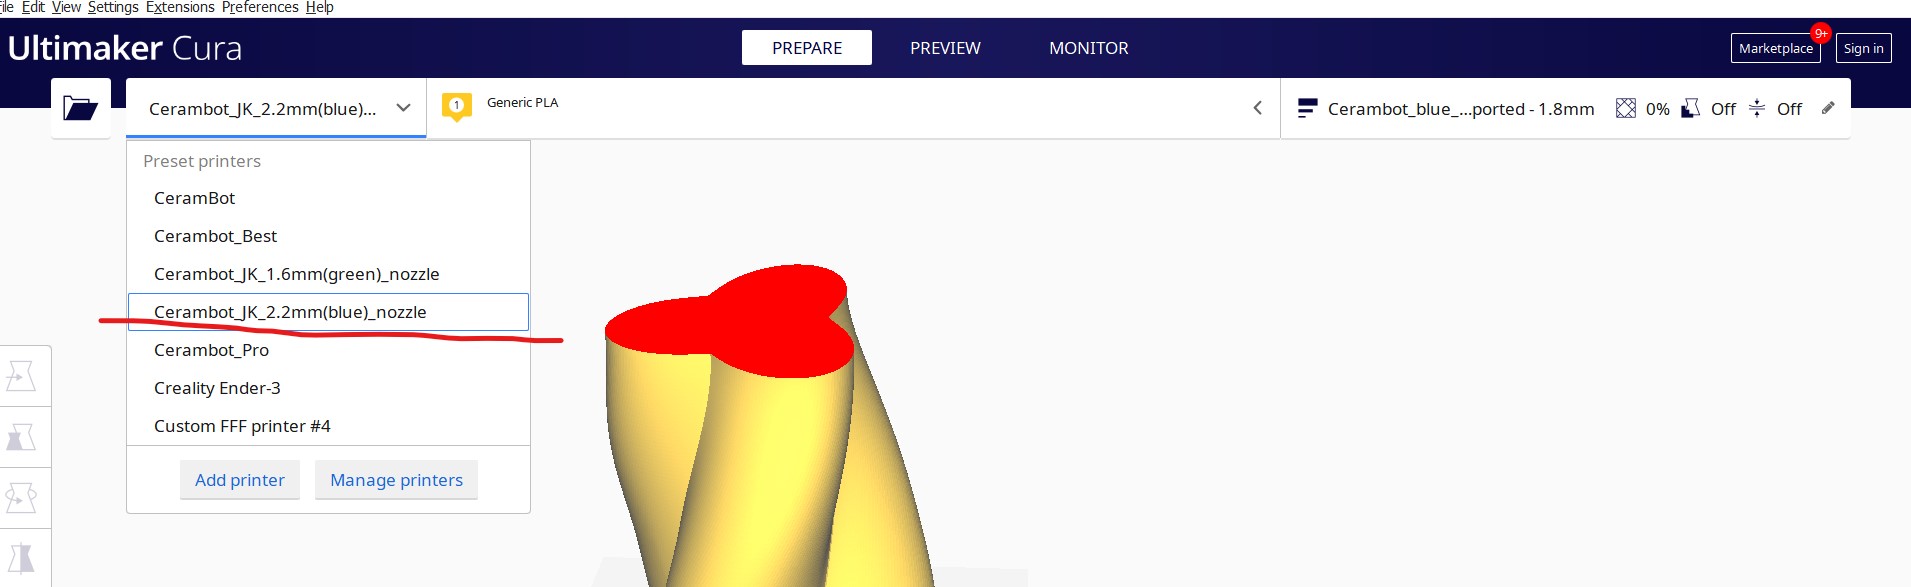 File Edit View Settings Extensions Preferences Help
Ultimaker Cura
PREPARE PREVIEW MONITOR
Marketplace 9+ Sign in
Cerambot_JK_2.2mm(blue)...
1 Generic PLA
Cerambot_blue_...ported - 1.8mm 0% Off Off
Preset printers
CeramBot
Cerambot_Best
Cerambot_JK_1.6mm(green)_nozzle
Cerambot_JK_2.2mm(blue)_nozzle
Cerambot_Pro
Creality Ender-3
Custom FFF printer #4
Add printer Manage printers